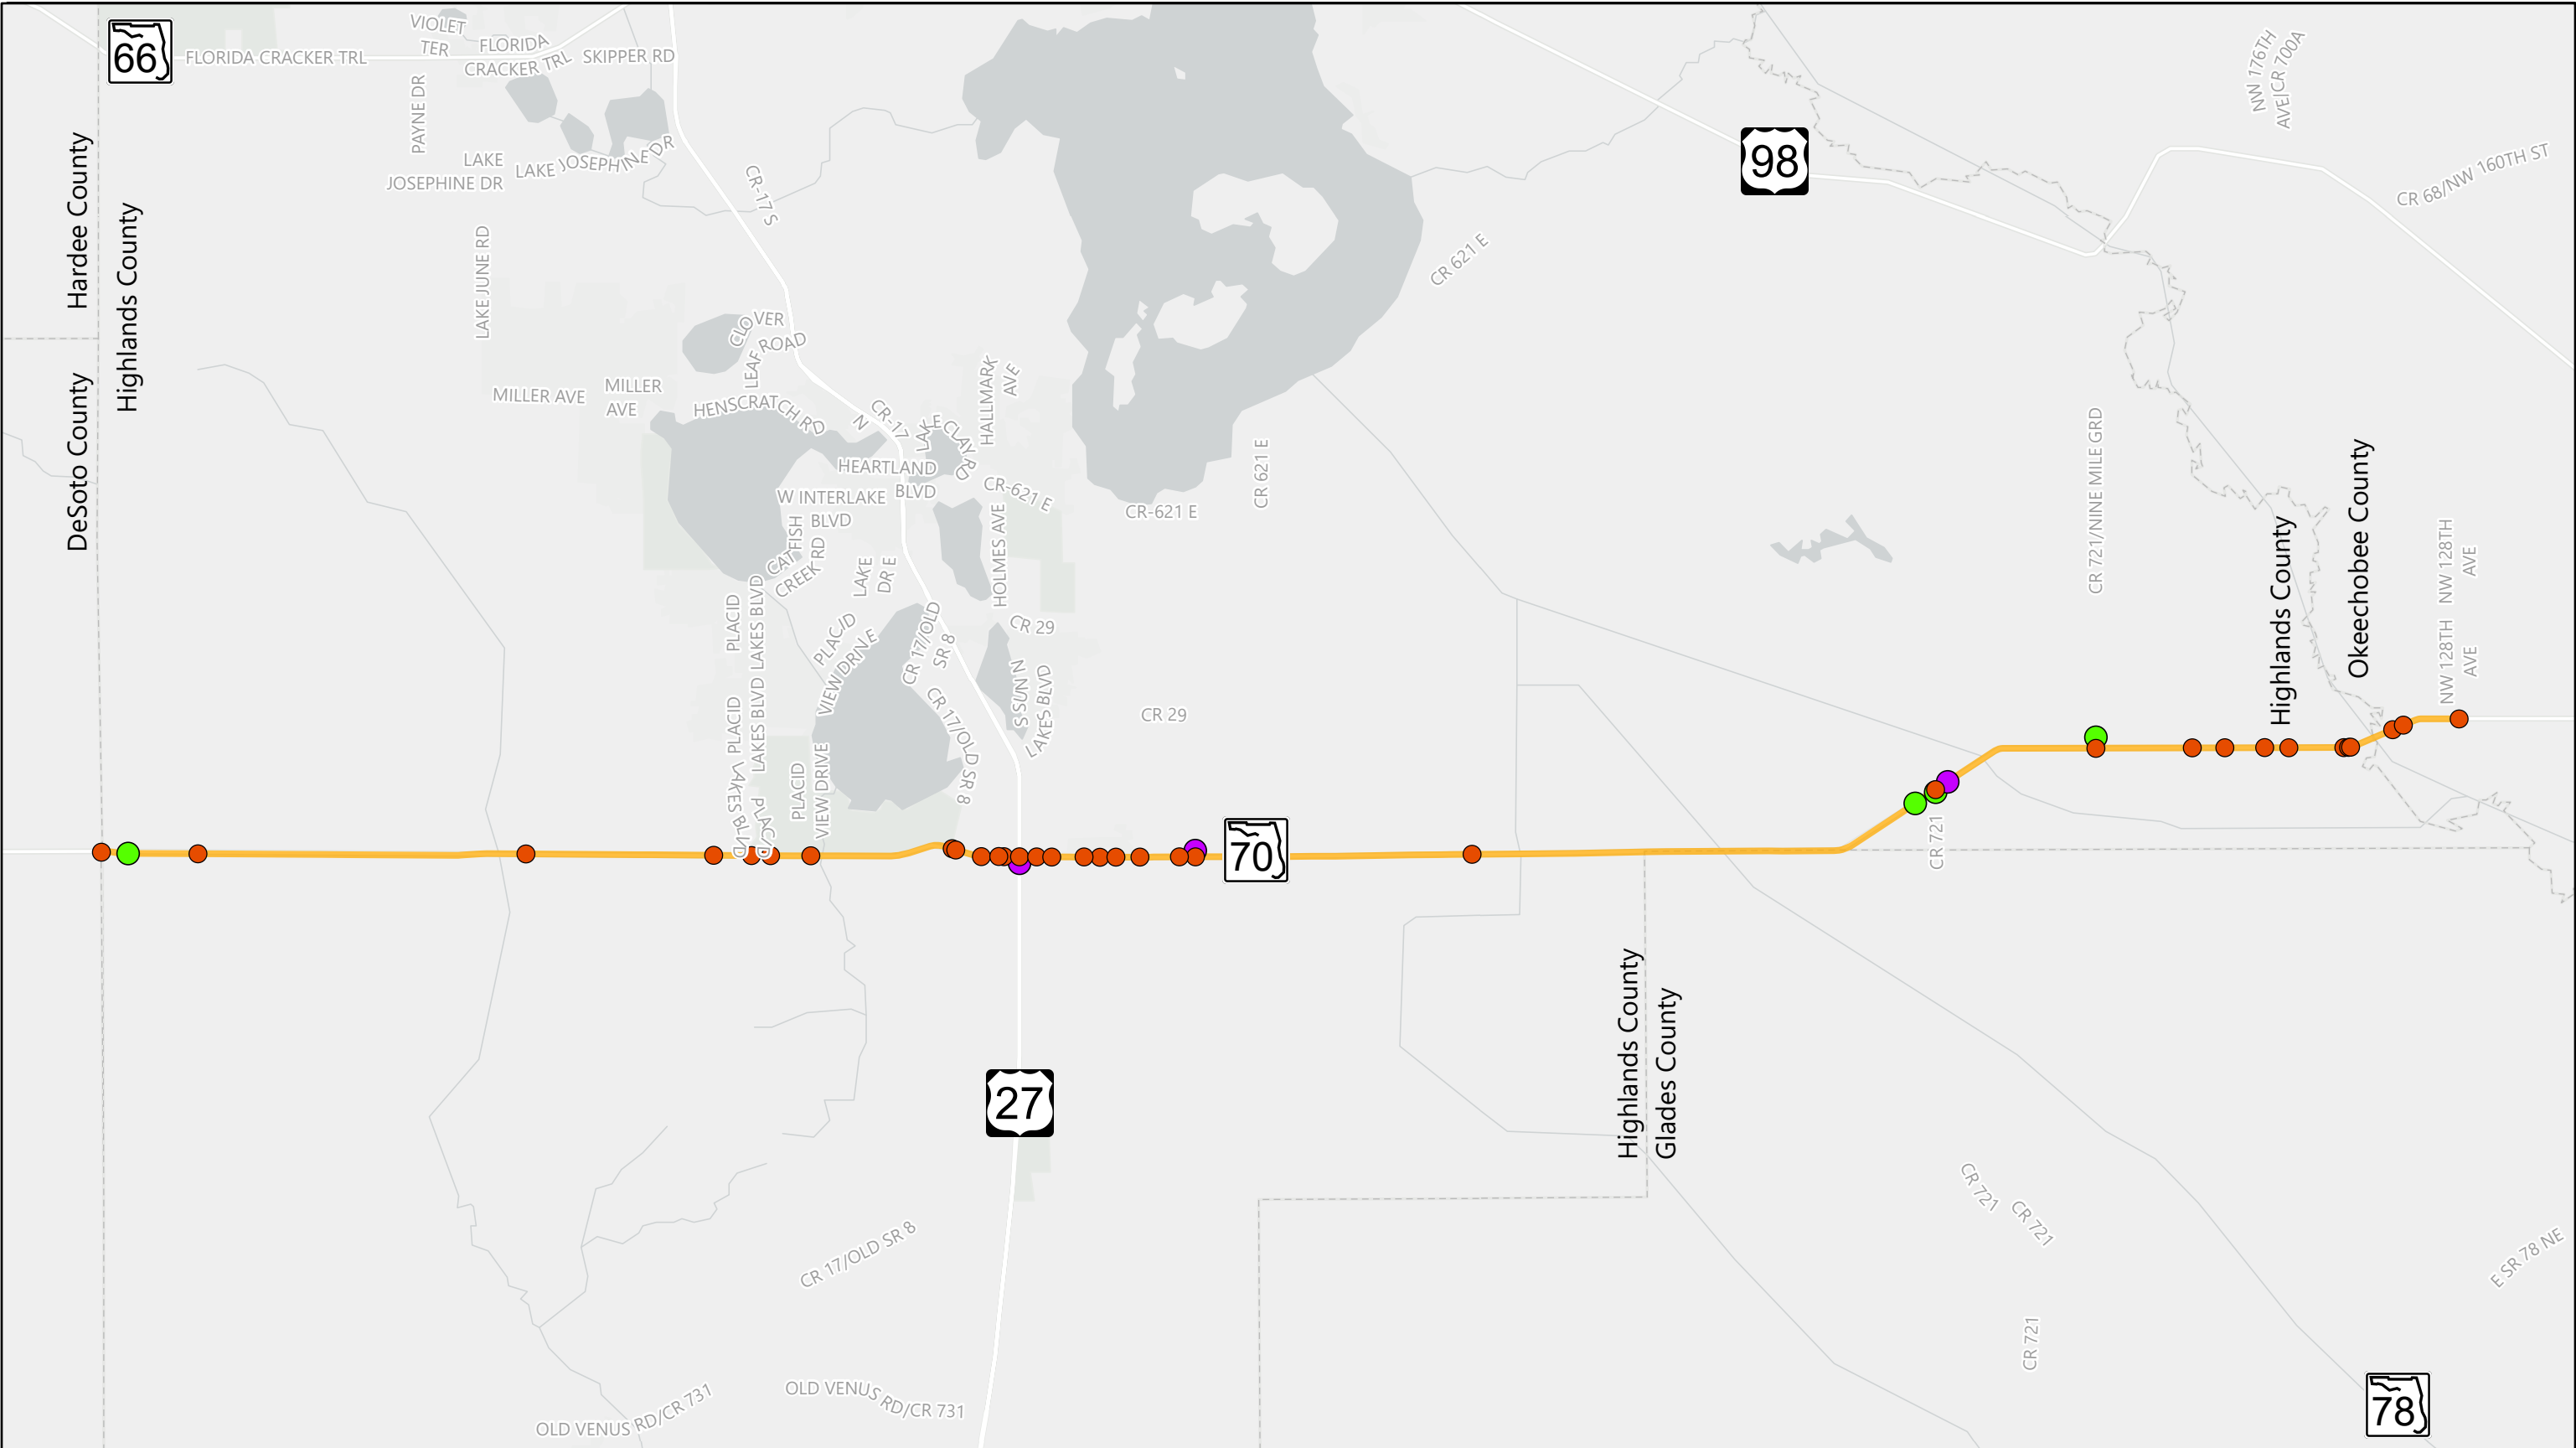 66
FLORIDA CRACKER TRL
VIOLET
TER
FLORIDA
CRACKER TRL
SKIPPER RD
PAYNE DR
LAKE
JOSEPHINE DR
LAKE JOSEPHINE DR
CR-17 S
98
NW 176TH
AVE|CR 700A
CR 68/NW 160TH ST
Hardee County
Highlands County
DeSoto County
LAKE JUNE RD
CR 621 E
CLOVER
LEAF ROAD
MILLER AVE
MILLER
AVE
HENSCRATCH RD
CR-17
N
LAKE
CLAY RD
HALLMARK
AVE
HEARTLAND
BLVD
W INTERLAKE
BLVD
CR-621 E
CR-621 E
CR 621 E
CATFISH
CREEK RD
LAKE
DR E
HOLMES AVE
CR 29
CR 29
PLACID
LAKES BLVD
PLACID
LAKES BLVD
PLACID
LAKES BLVD
PLACID
VIEW DRIVE
PLACID
VIEW DRIVE
CR 17/OLD
SR 8
CR 17/OLD SR 8
S SUN N
LAKES BLVD
CR 721/NINE MILE GRD
Highlands County
Okeechobee County
NW 128TH
AVE
NW 128TH
AVE
70
CR 721
27
Highlands County
Glades County
CR 17/OLD SR 8
CR 721
CR 721
CR 721
E SR 78 NE
OLD VENUS RD/CR 731
OLD VENUS RD/CR 731
78